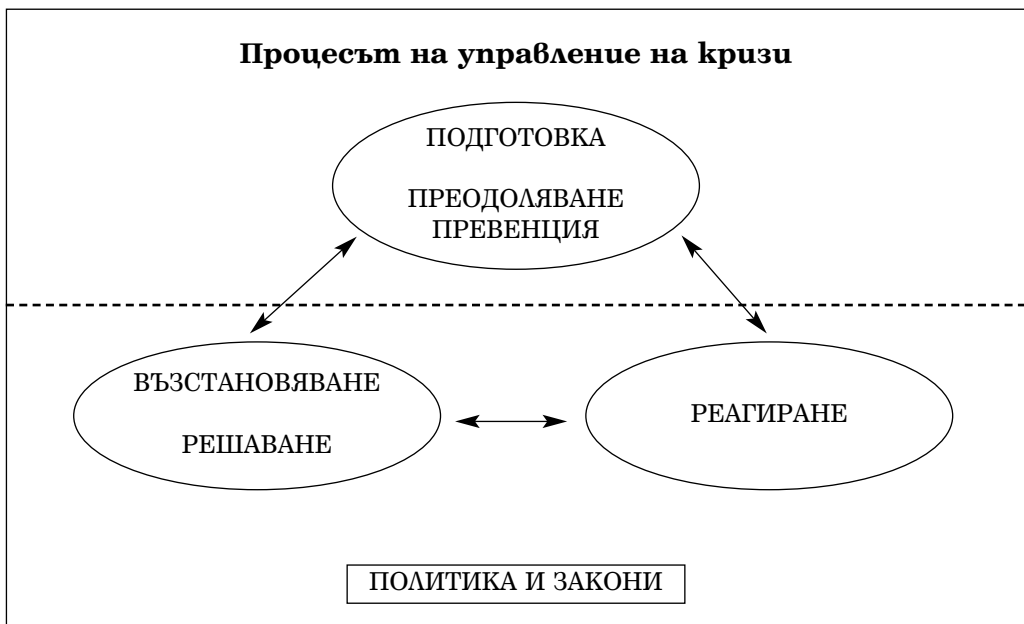 Процесът на управление на кризи
ПОДГОТОВКА
ПРЕОДОЛЯВАНЕ
ПРЕВЕНЦИЯ
ВЪЗСТАНОВЯВАНЕ
РЕШАВАНЕ
РЕАГИРАНЕ
ПОЛИТИКА И ЗАКОНИ